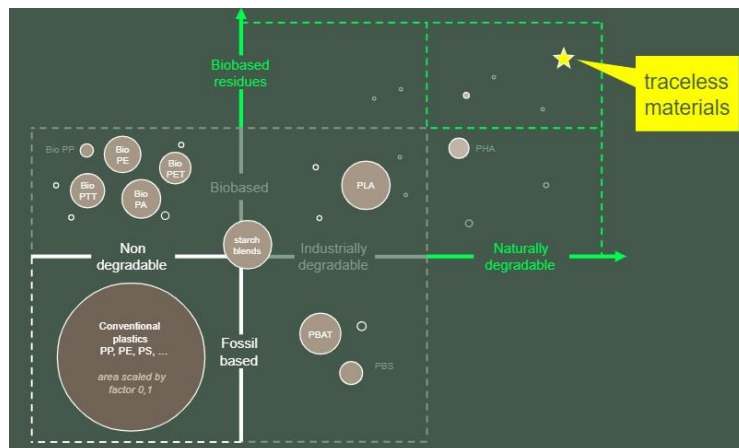 Biobased
residues
traceless
materials
Bio PP
Bio
PE
Bio
PET
Bio
PTT
Bio
PA
Biobased
PLA
PHA
Non
degradable
starch
blends
Industrially
degradable
Naturally
degradable
Conventional
plastics
PP, PE, PS, ...
area scaled by
factor 0,1
Fossil
based
PBAT
PBS